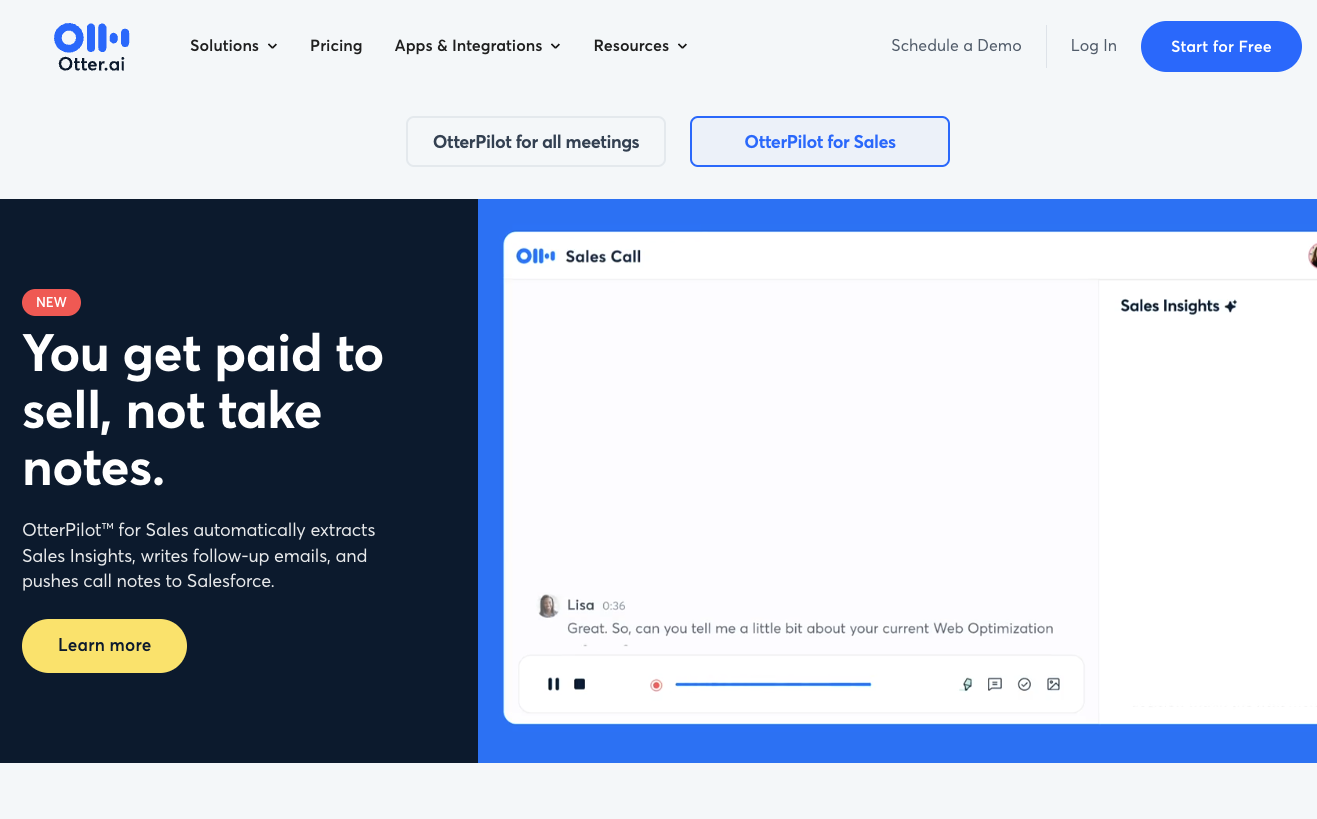 Otter.ai
Solutions
Pricing
Apps & Integrations
Resources
Schedule a Demo
Log In
Start for Free
OtterPilot for all meetings
OtterPilot for Sales
NEW
You get paid to
sell, not take
notes.
OtterPilot™ for Sales automatically extracts
Sales Insights, writes follow-up emails, and
pushes call notes to Salesforce.
Learn more
Sales Call
Sales Insights
Lisa 0:36
Great. So, can you tell me a little bit about your current Web Optimization